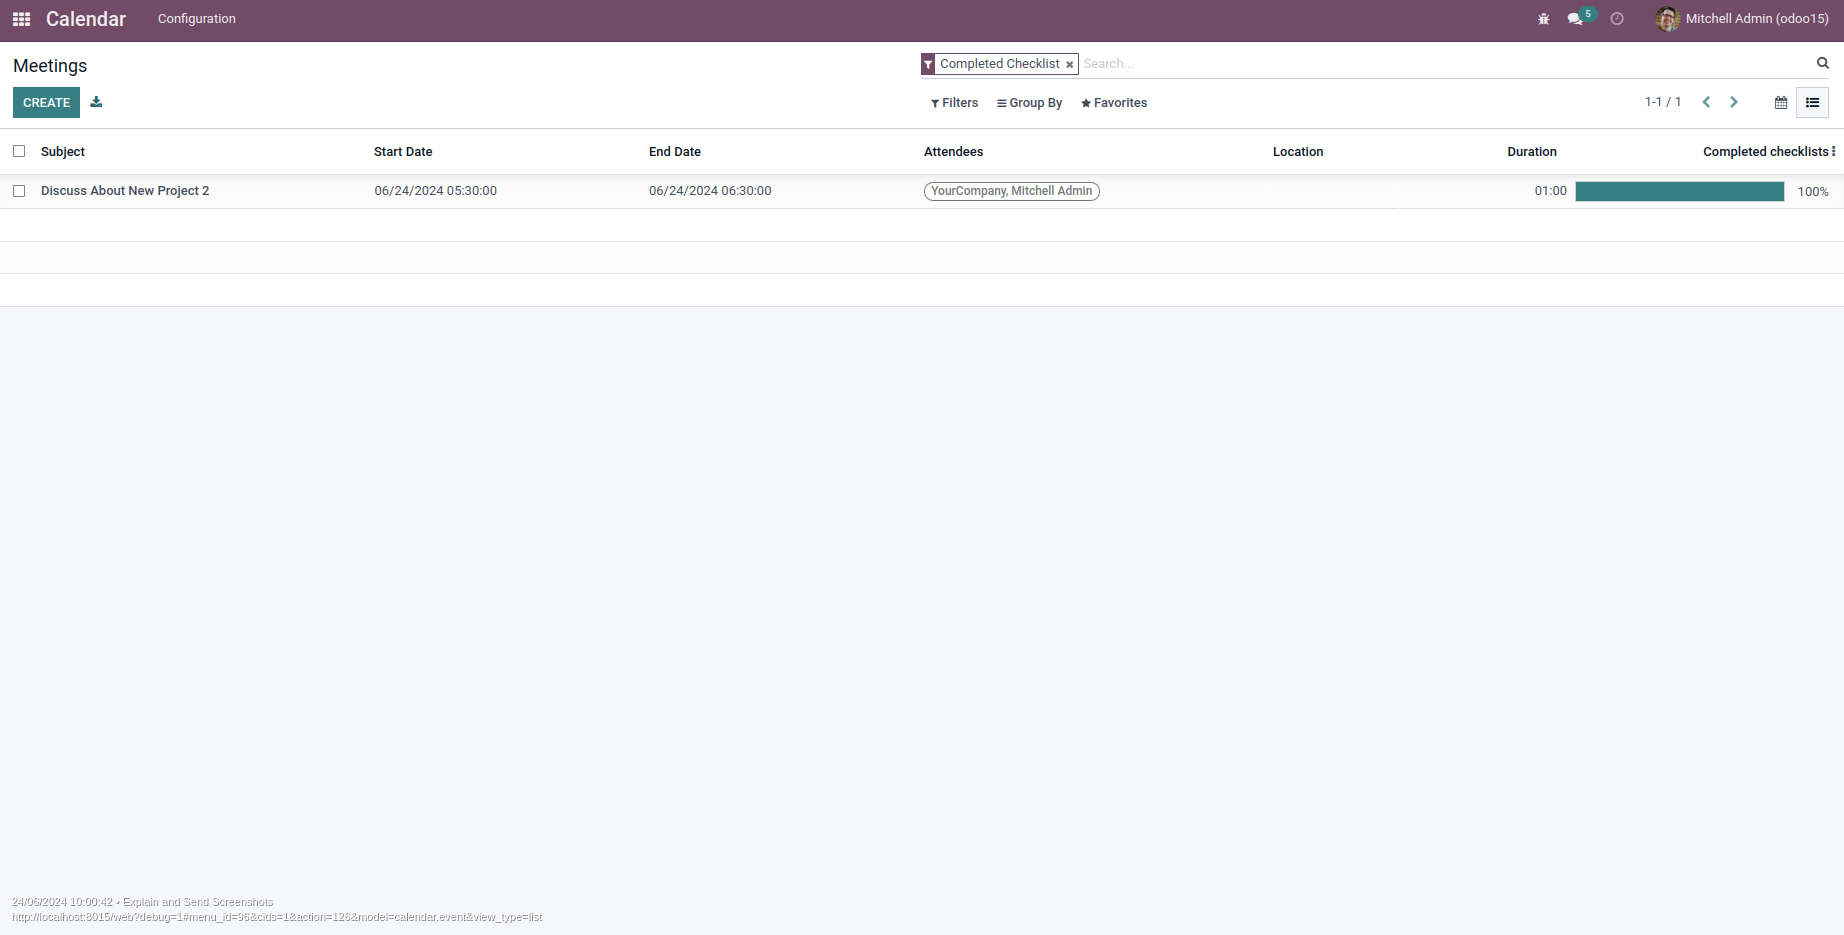 Calendar Configuration 5 Mitchell Admin (odoo15)
Meetings Completed Checklist Search...
CREATE Filters Group By Favorites 1-1 / 1
Subject Start Date End Date Attendees Location Duration Completed checklists
Discuss About New Project 2 06/24/2024 05:30:00 06/24/2024 06:30:00 YourCompany, Mitchell Admin 01:00 100%
24/06/2024 10:00:42 • Explain and Send Screenshots
http://localhost:8015/web?debug=1#menu_id=96&cids=1&action=126&model=calendar.event&view_type=list